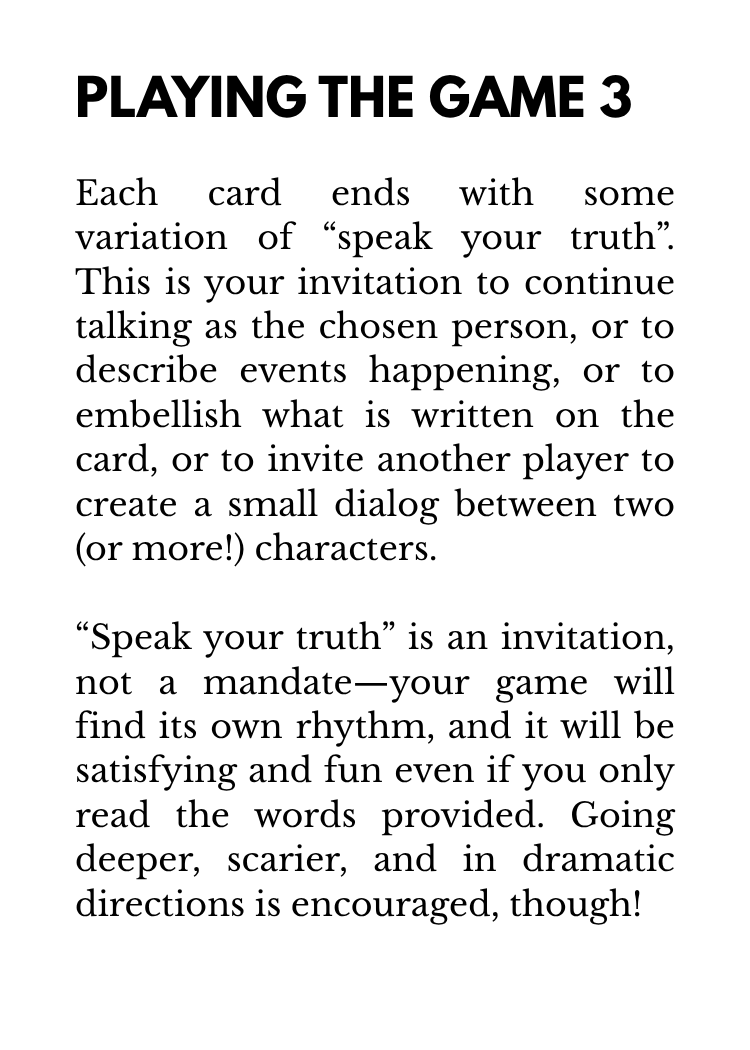 PLAYING THE GAME 3
Each card ends with some
variation of “speak your truth”.
This is your invitation to continue
talking as the chosen person, or to
describe events happening, or to
embellish what is written on the
card, or to invite another player to
create a small dialog between two
(or more!) characters.
“Speak your truth” is an invitation,
not a mandate—your game will
find its own rhythm, and it will be
satisfying and fun even if you only
read the words provided. Going
deeper, scarier, and in dramatic
directions is encouraged, though!